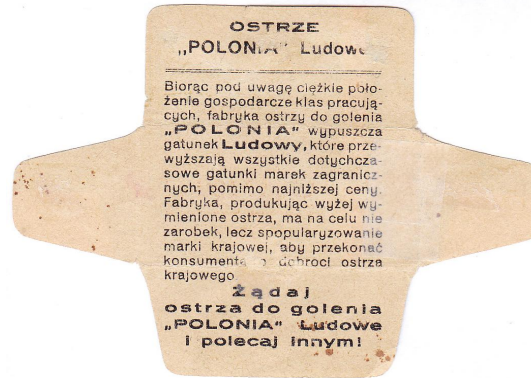 OSTRZE
„POLONIA" Ludowe
Biorąc pod uwagę ciężkie poło-
żenie gospodarcze klas pracują-
cych, fabryka ostrzy do golenia
„POLONIA" wypuszcza
gatunek Ludowy, które prze-
wyższają wszystkie dotychcza-
sowe gatunki marek zagranicz-
nych, pomimo najniższej ceny.
Fabryka, produkując wyżej wy-
mienione ostrza, ma na celu nie
zarobek, lecz spopularyzowanie
marki krajowej, aby przekonać
konsumenta o dobroci ostrza
krajowego
Żądaj
ostrza do golenia
„POLONIA" Ludowe
i polecaj innym!